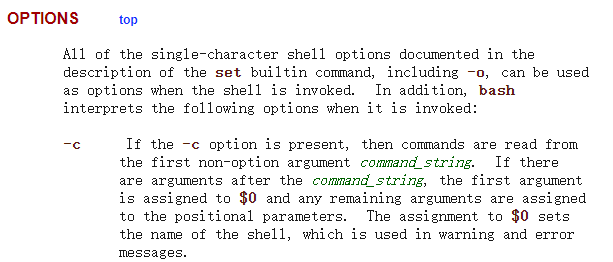 OPTIONS top
All of the single-character shell options documented in the
description of the set builtin command, including -o, can be used
as options when the shell is invoked. In addition, bash
interprets the following options when it is invoked:
-c If the -c option is present, then commands are read from
the first non-option argument command_string. If there
are arguments after the command_string, the first argument
is assigned to $0 and any remaining arguments are assigned
to the positional parameters. The assignment to $0 sets
the name of the shell, which is used in warning and error
messages.